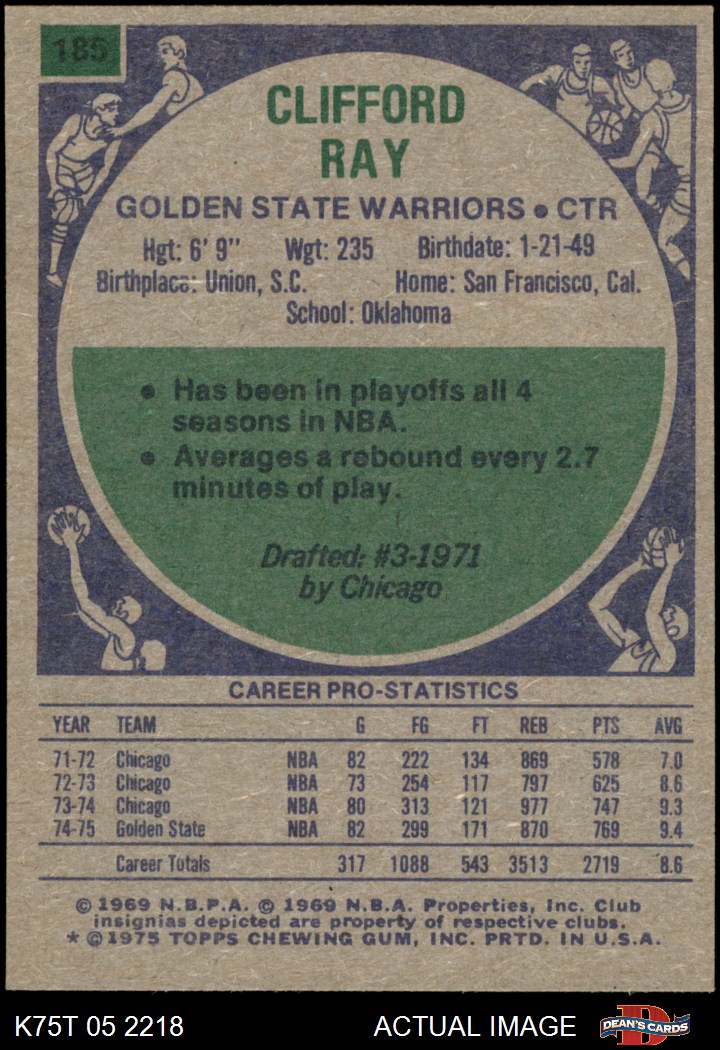 185
CLIFFORD
RAY
GOLDEN STATE WARRIORS • CTR
Hgt: 6' 9" Wgt: 235 Birthdate: 1-21-49
Birthplace: Union, S.C. Home: San Francisco, Cal.
School: Oklahoma
• Has been in playoffs all 4
seasons in NBA.
• Averages a rebound every 2.7
minutes of play.
Drafted: #3-1971
by Chicago
CAREER PRO-STATISTICS
YEAR TEAM G FG FT REB PTS AVG
71-72 Chicago NBA 82 222 134 869 578 7.0
72-73 Chicago NBA 73 254 117 797 625 8.6
73-74 Chicago NBA 80 313 121 977 747 9.3
74-75 Golden State NBA 82 299 171 870 769 9.4
Career Totals 317 1088 543 3513 2719 8.6
© 1969 N.B.P.A. © 1969 N.B.A. Properties, Inc. Club
insignias depicted are property of respective clubs.
* © 1975 TOPPS CHEWING GUM, INC. PRTD. IN U.S.A.
K75T 05 2218 ACTUAL IMAGE DEAN'S CARDS